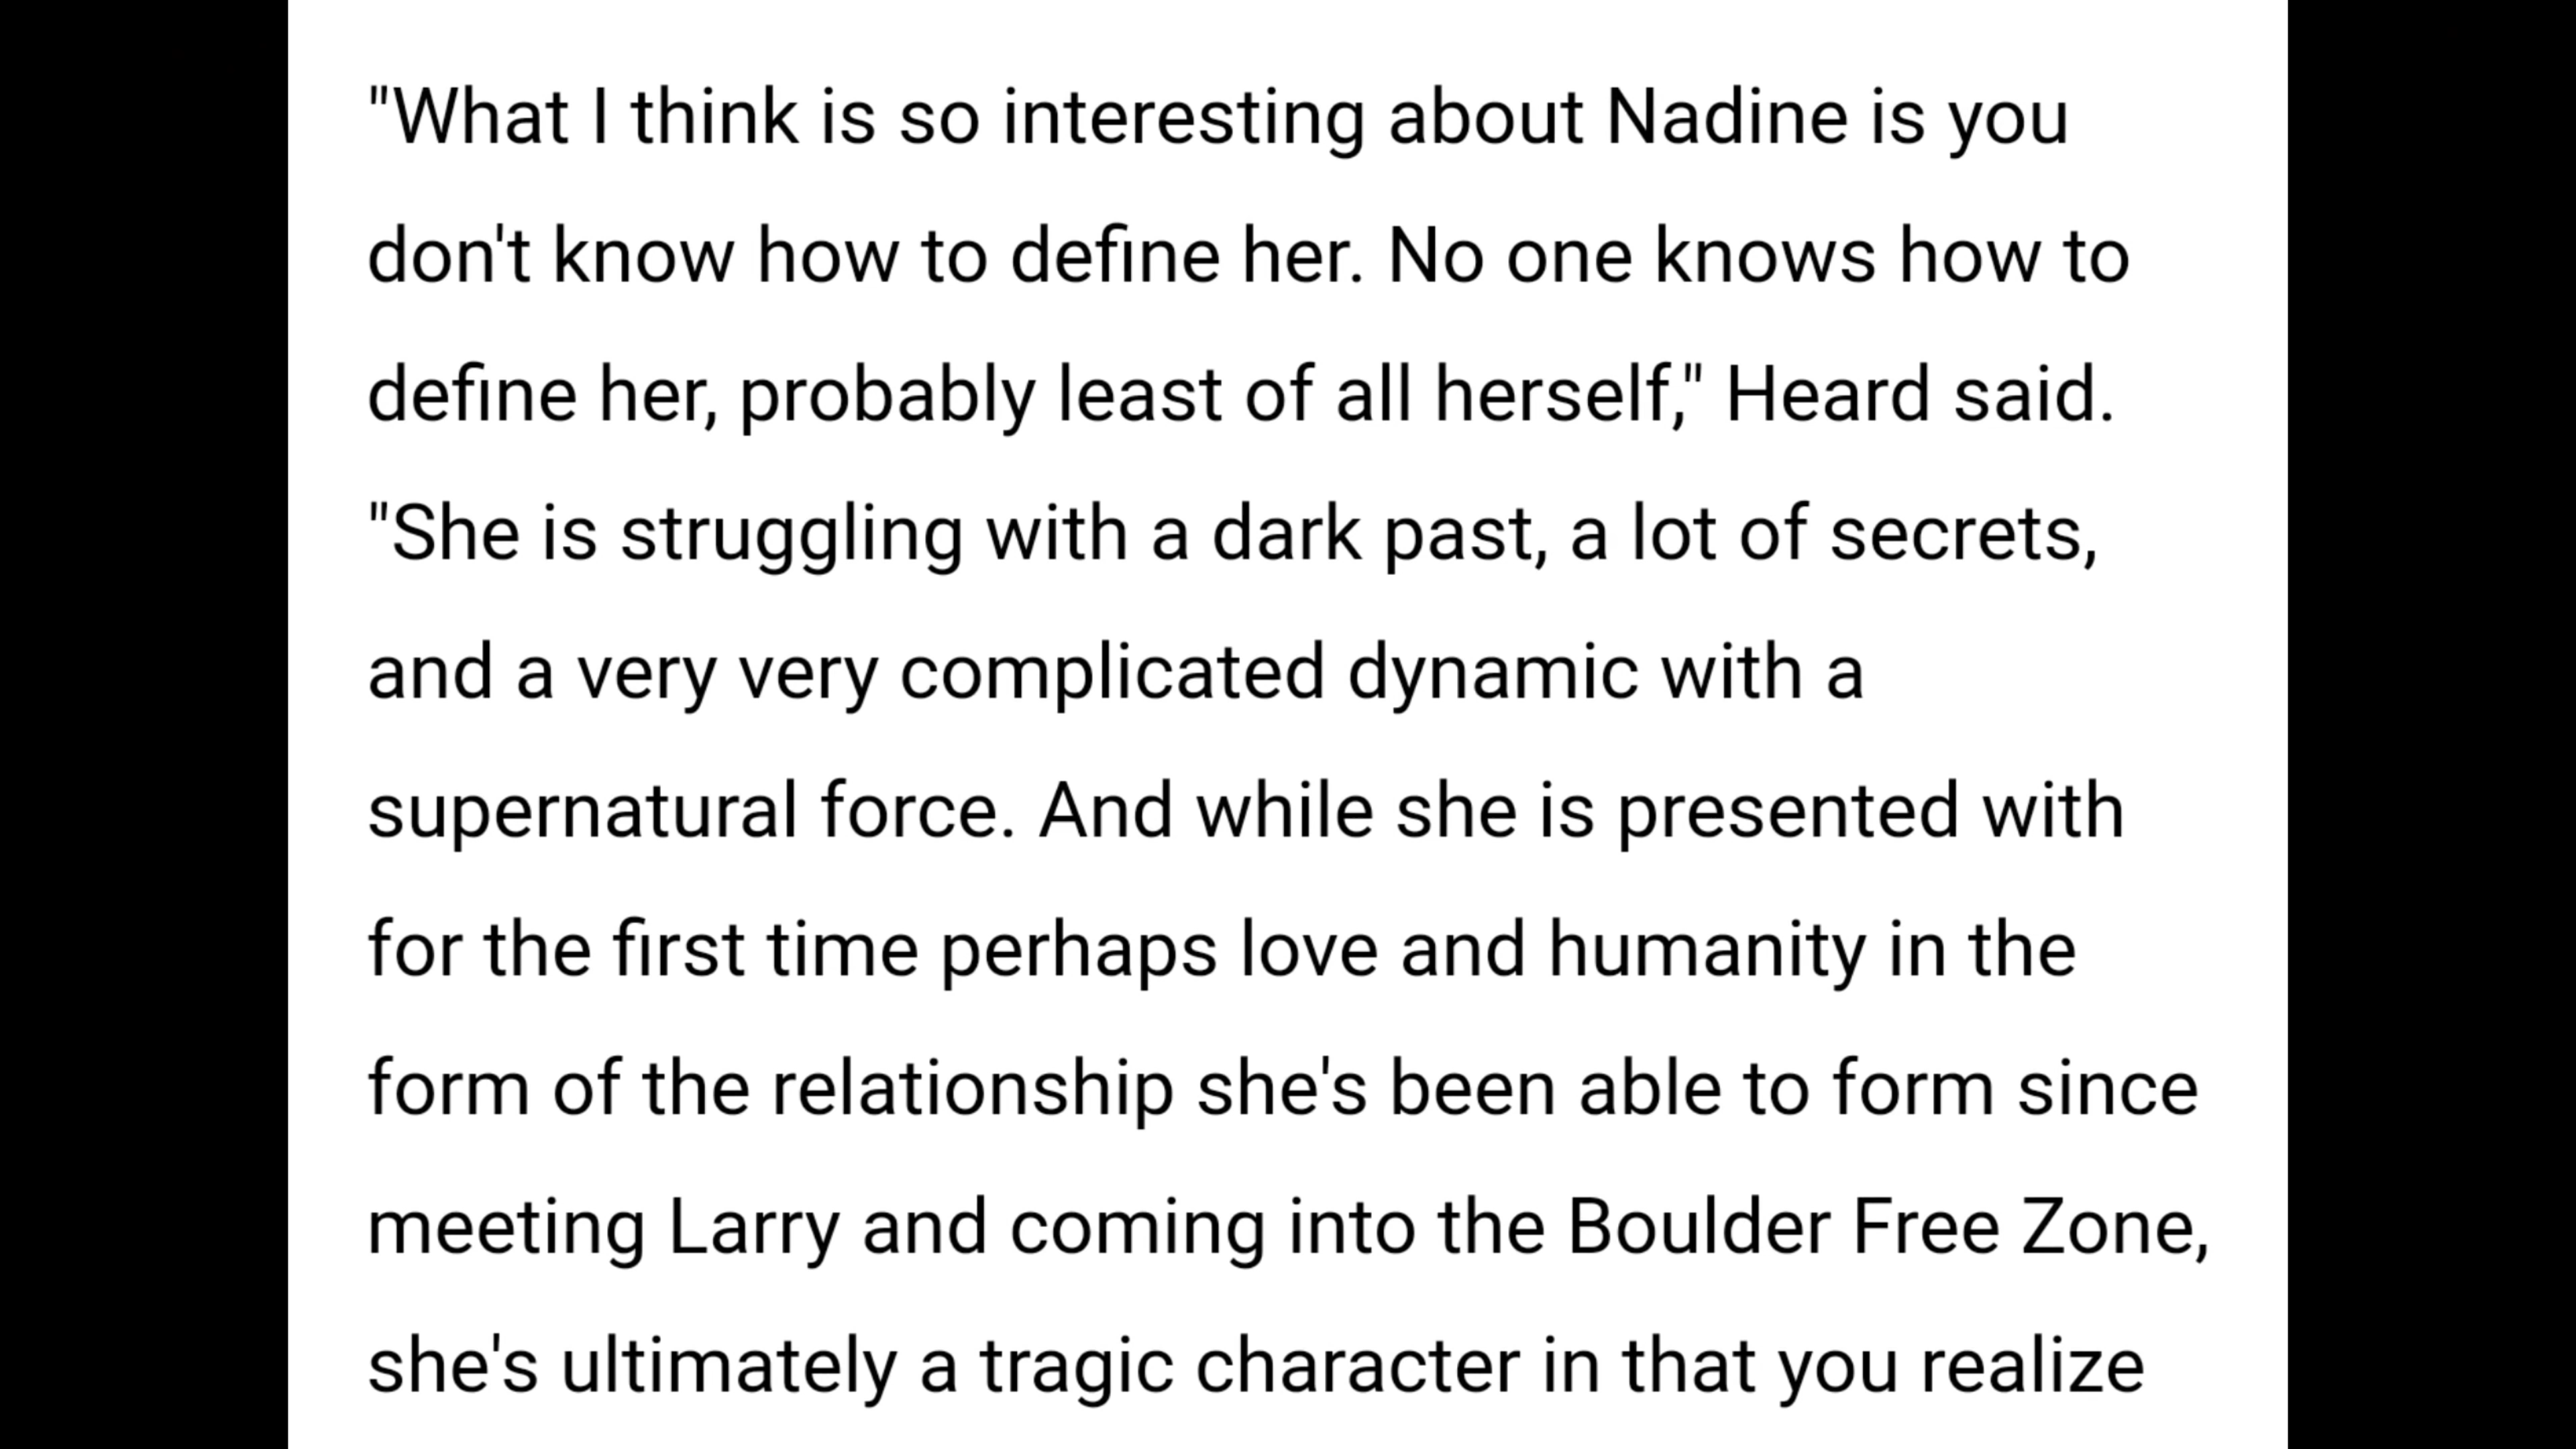 "What I think is so interesting about Nadine is you
don't know how to define her. No one knows how to
define her, probably least of all herself," Heard said.
"She is struggling with a dark past, a lot of secrets,
and a very very complicated dynamic with a
supernatural force. And while she is presented with
for the first time perhaps love and humanity in the
form of the relationship she's been able to form since
meeting Larry and coming into the Boulder Free Zone,
she's ultimately a tragic character in that you realize